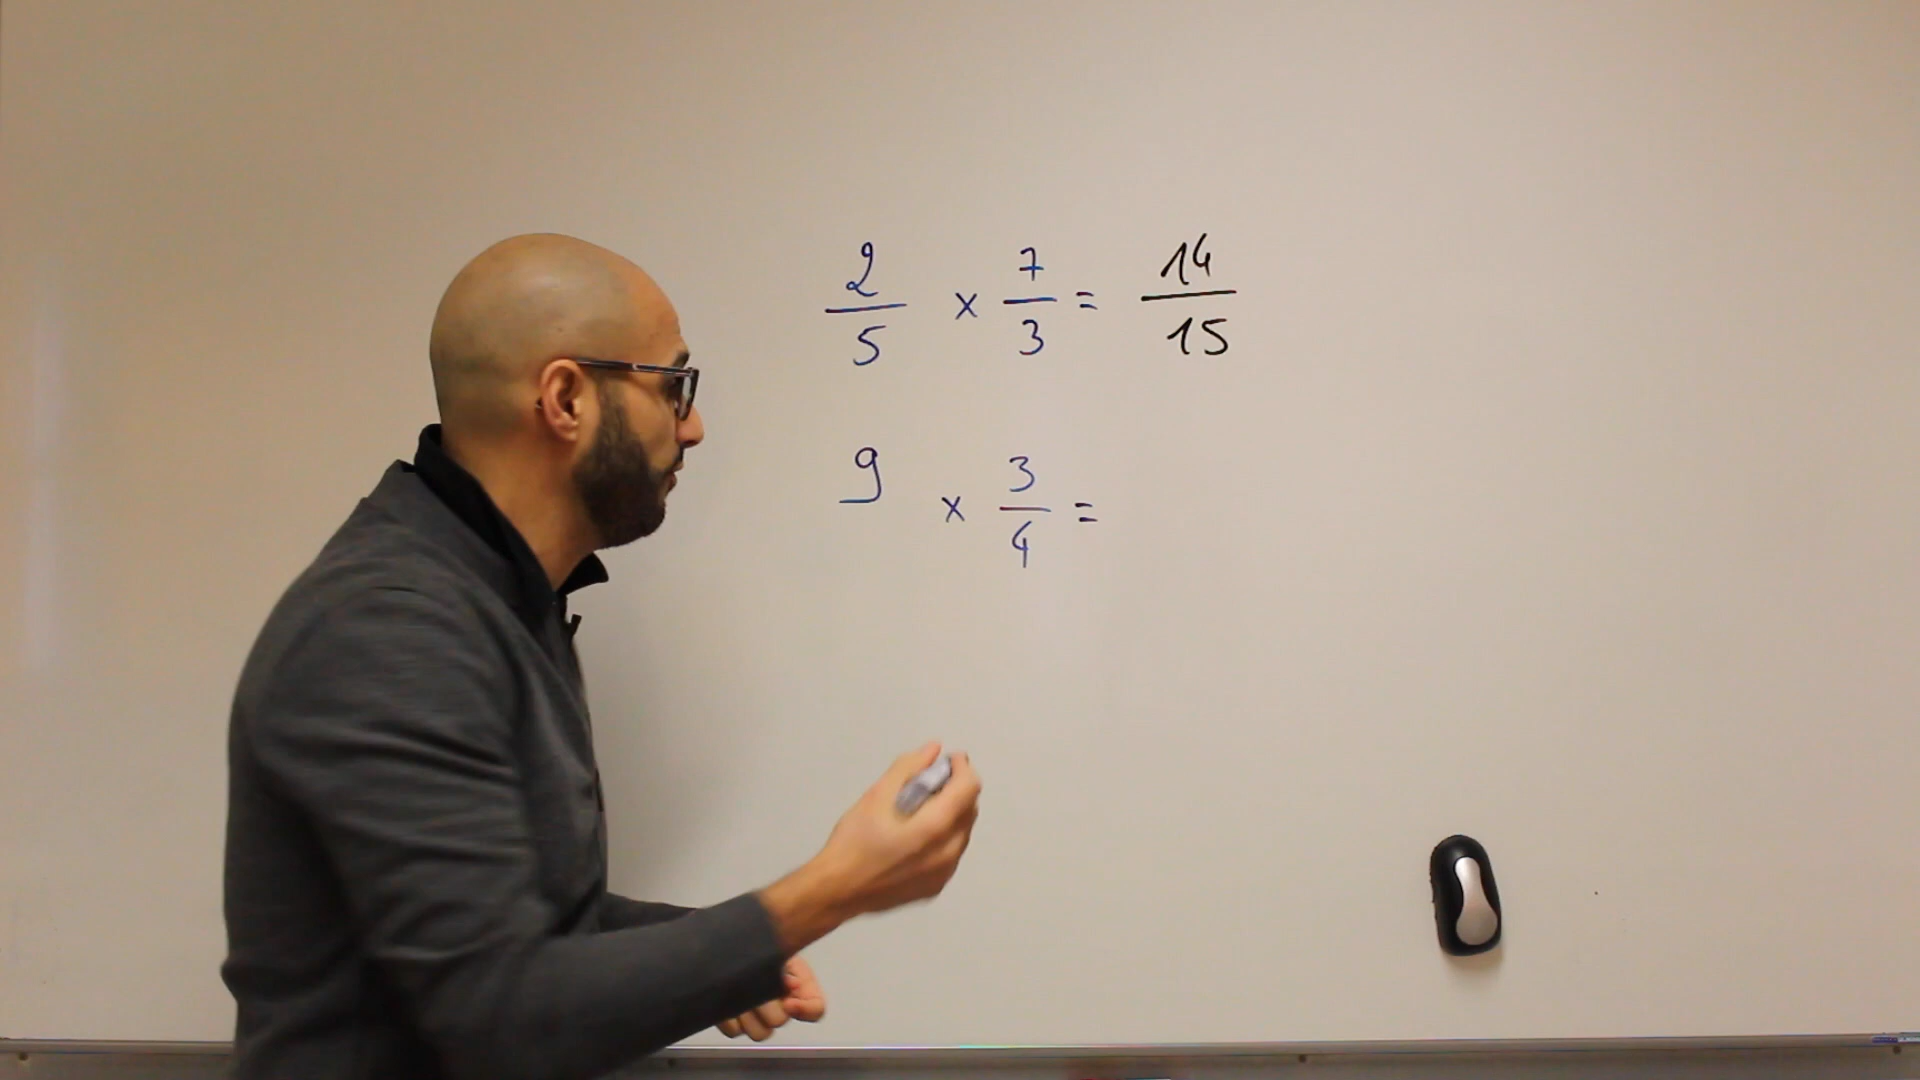 2/5 x 7/3 = 14/15
9 x 3/4 =